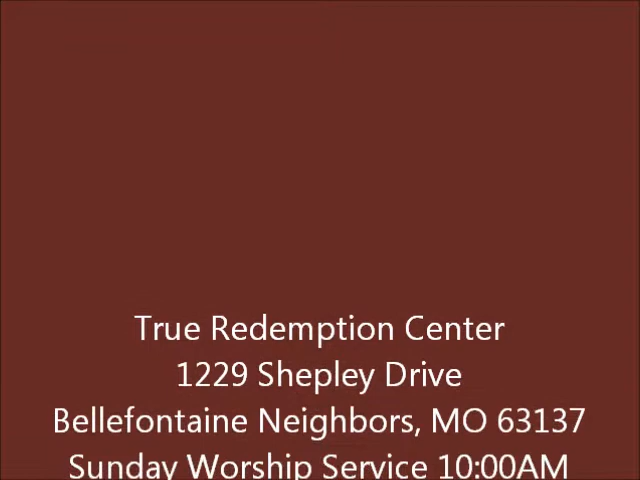 True Redemption Center
1229 Shepley Drive
Bellefontaine Neighbors, MO 63137
Sunday Worship Service 10:00AM